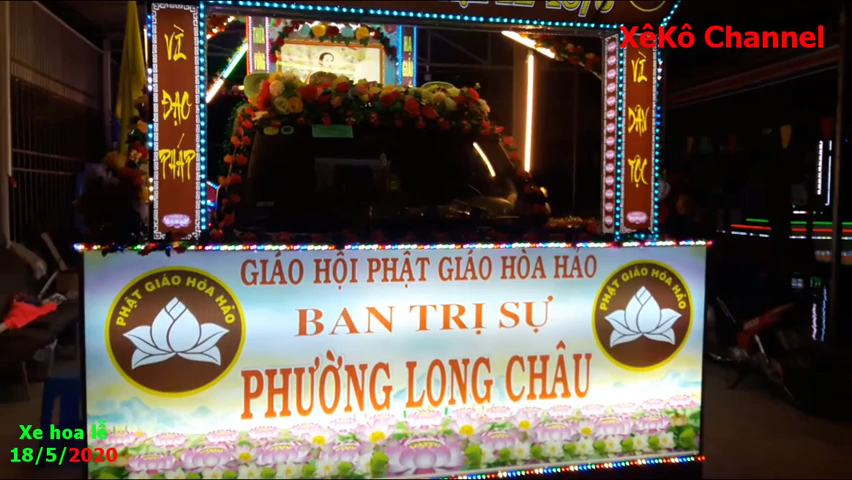 XêKô Channel
VÌ ĐẠO PHÁP
VÌ DÂN TỘC
GIÁO HỘI PHẬT GIÁO HÒA HẢO
BAN TRỊ SỰ
PHƯỜNG LONG CHÂU
PHẬT GIÁO HÒA HẢO
PHẬT GIÁO HÒA HẢO
Xe hoa lễ
18/5/2020